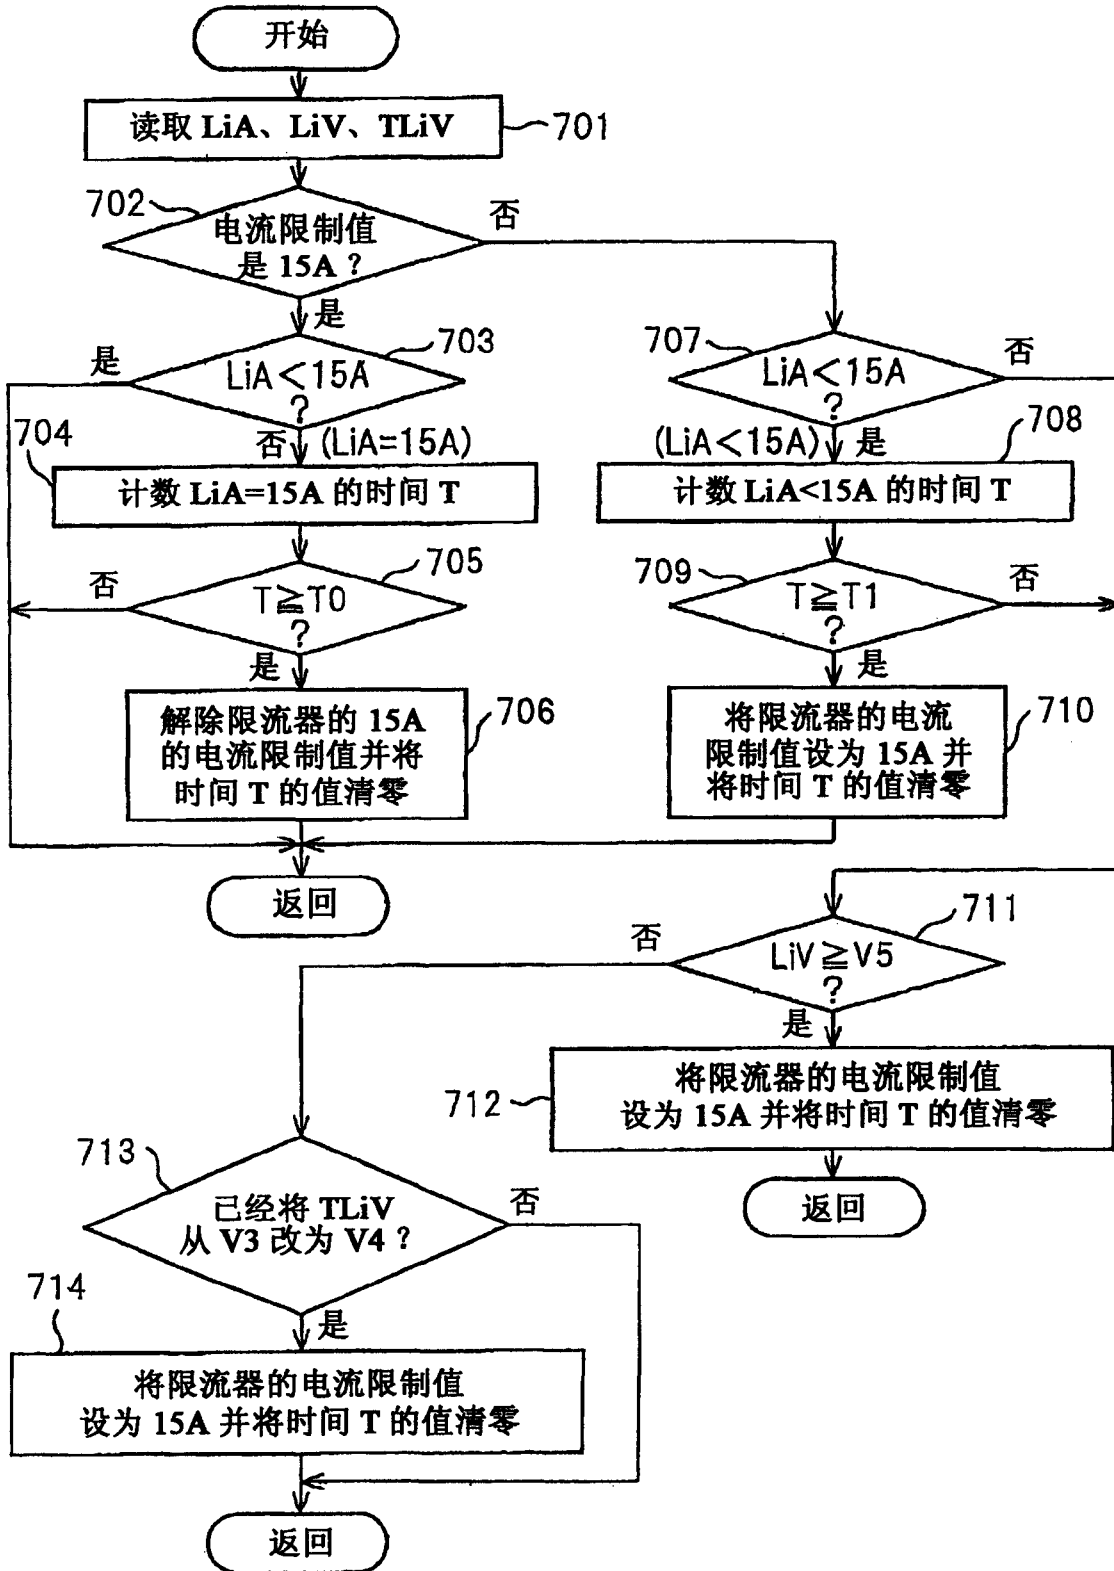 开始
读取 LiA、LiV、TLiV
701
702
电流限制值
是 15A ?
否
是
703
LiA＜15A
?
是
否 (LiA=15A)
704
计数 LiA=15A 的时间 T
705
T≧T0
?
否
是
解除限流器的 15A
的电流限制值并将
时间 T 的值清零
706
返回
707
LiA＜15A
?
否
(LiA＜15A) 是
708
计数 LiA<15A 的时间 T
709
T≧T1
?
否
是
将限流器的电流
限制值设为 15A 并
将时间 T 的值清零
710
711
LiV≧V5
?
否
是
将限流器的电流限制值
设为 15A 并将时间 T 的值清零
712
返回
713
已经将 TLiV
从 V3 改为 V4 ?
否
是
714
将限流器的电流限制值
设为 15A 并将时间 T 的值清零
返回